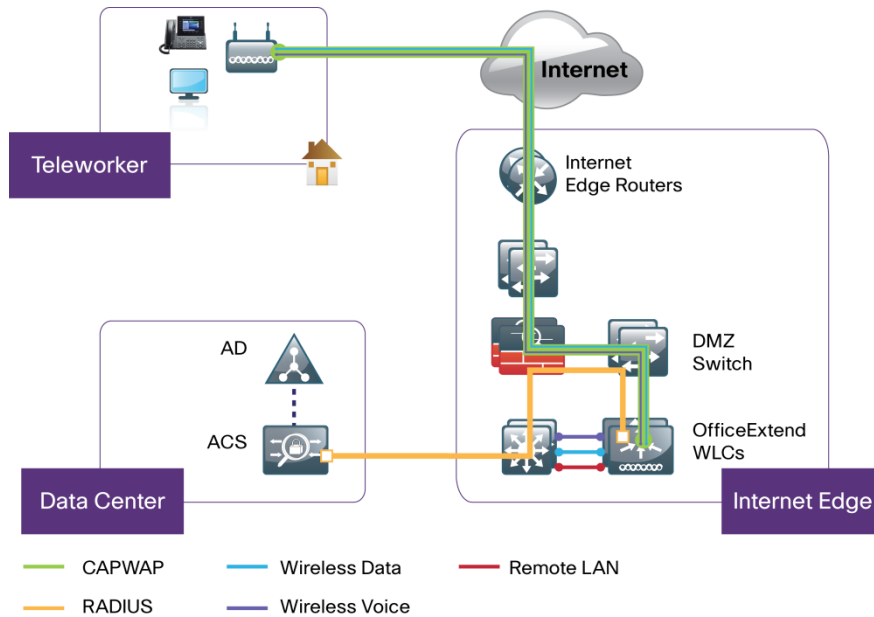 Internet
Teleworker
Internet
Edge Routers
AD
DMZ
Switch
ACS
OfficeExtend
WLCs
Data Center
Internet Edge
CAPWAP
Wireless Data
Remote LAN
RADIUS
Wireless Voice